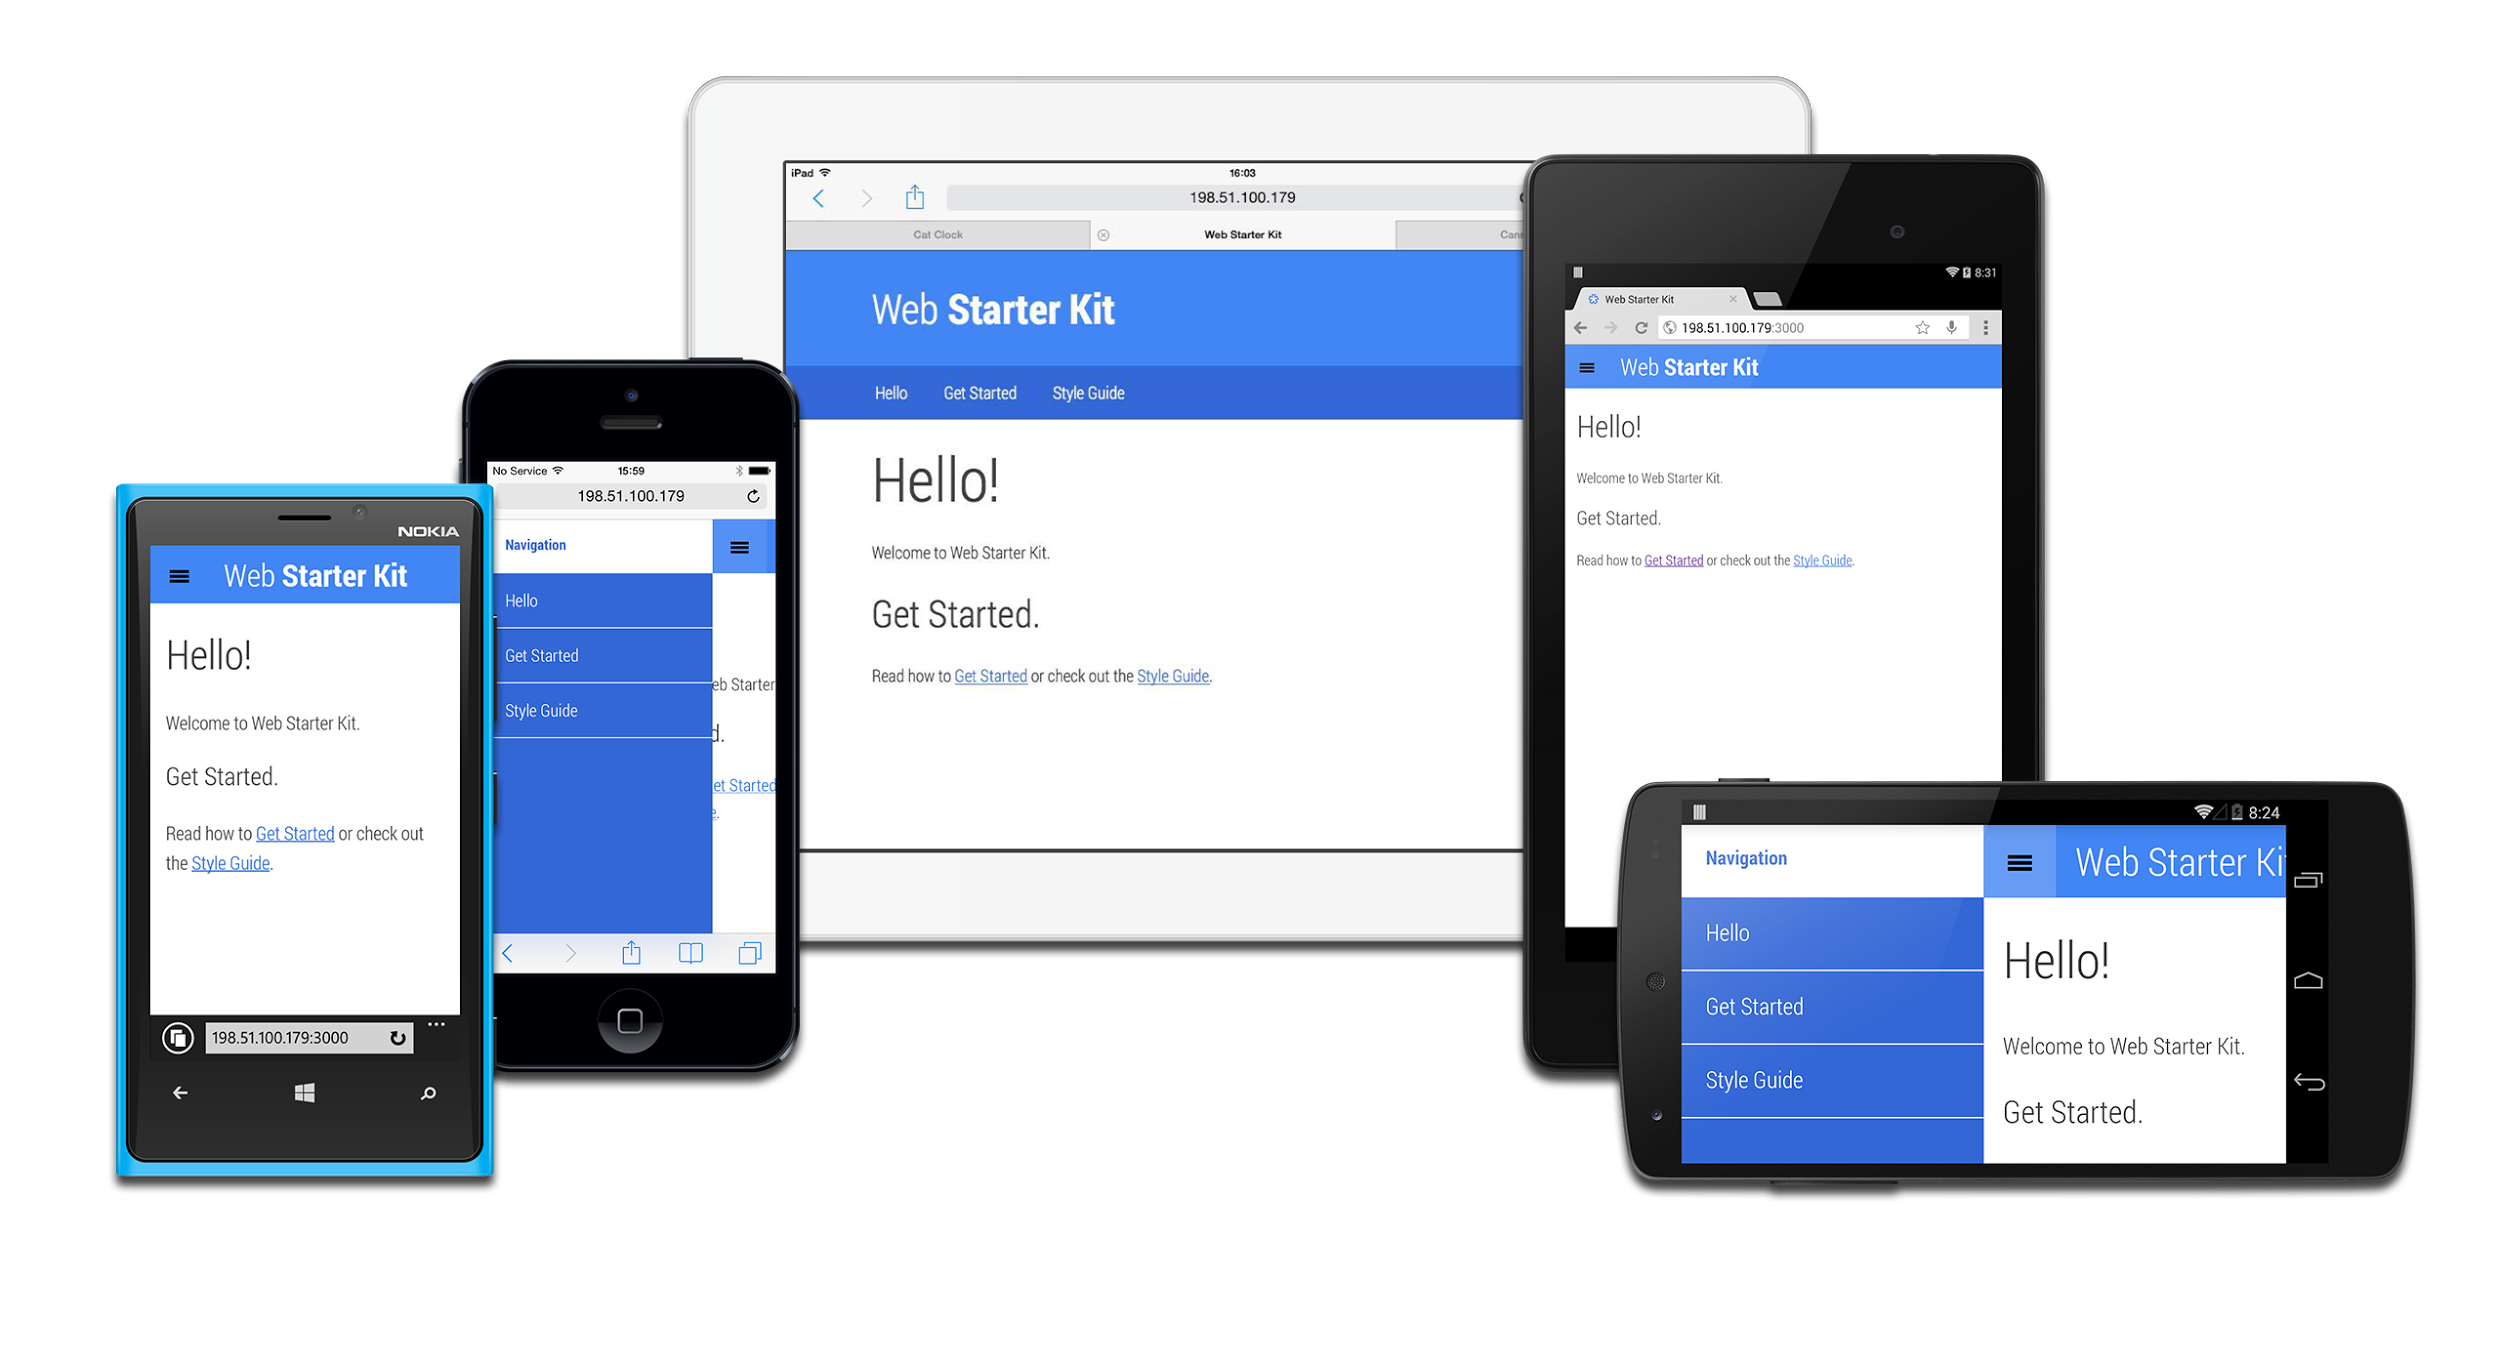 NOKIA
Web Starter Kit
Hello!
Welcome to Web Starter Kit.
Get Started.
Read how to Get Started or check out
the Style Guide.
198.51.100.179:3000
No Service 15:59
198.51.100.179
Navigation
Hello
Get Started
Style Guide
eb Starter
d.
et Started
e.
iPad 16:03
198.51.100.179
Cat Clock Web Starter Kit Cann
Web Starter Kit
Hello Get Started Style Guide
Hello!
Welcome to Web Starter Kit.
Get Started.
Read how to Get Started or check out the Style Guide.
8:31
Web Starter Kit
198.51.100.179:3000
Web Starter Kit
Hello!
Welcome to Web Starter Kit.
Get Started.
Read how to Get Started or check out the Style Guide.
8:24
Navigation
Hello
Get Started
Style Guide
Web Starter Ki
Hello!
Welcome to Web Starter Kit.
Get Started.